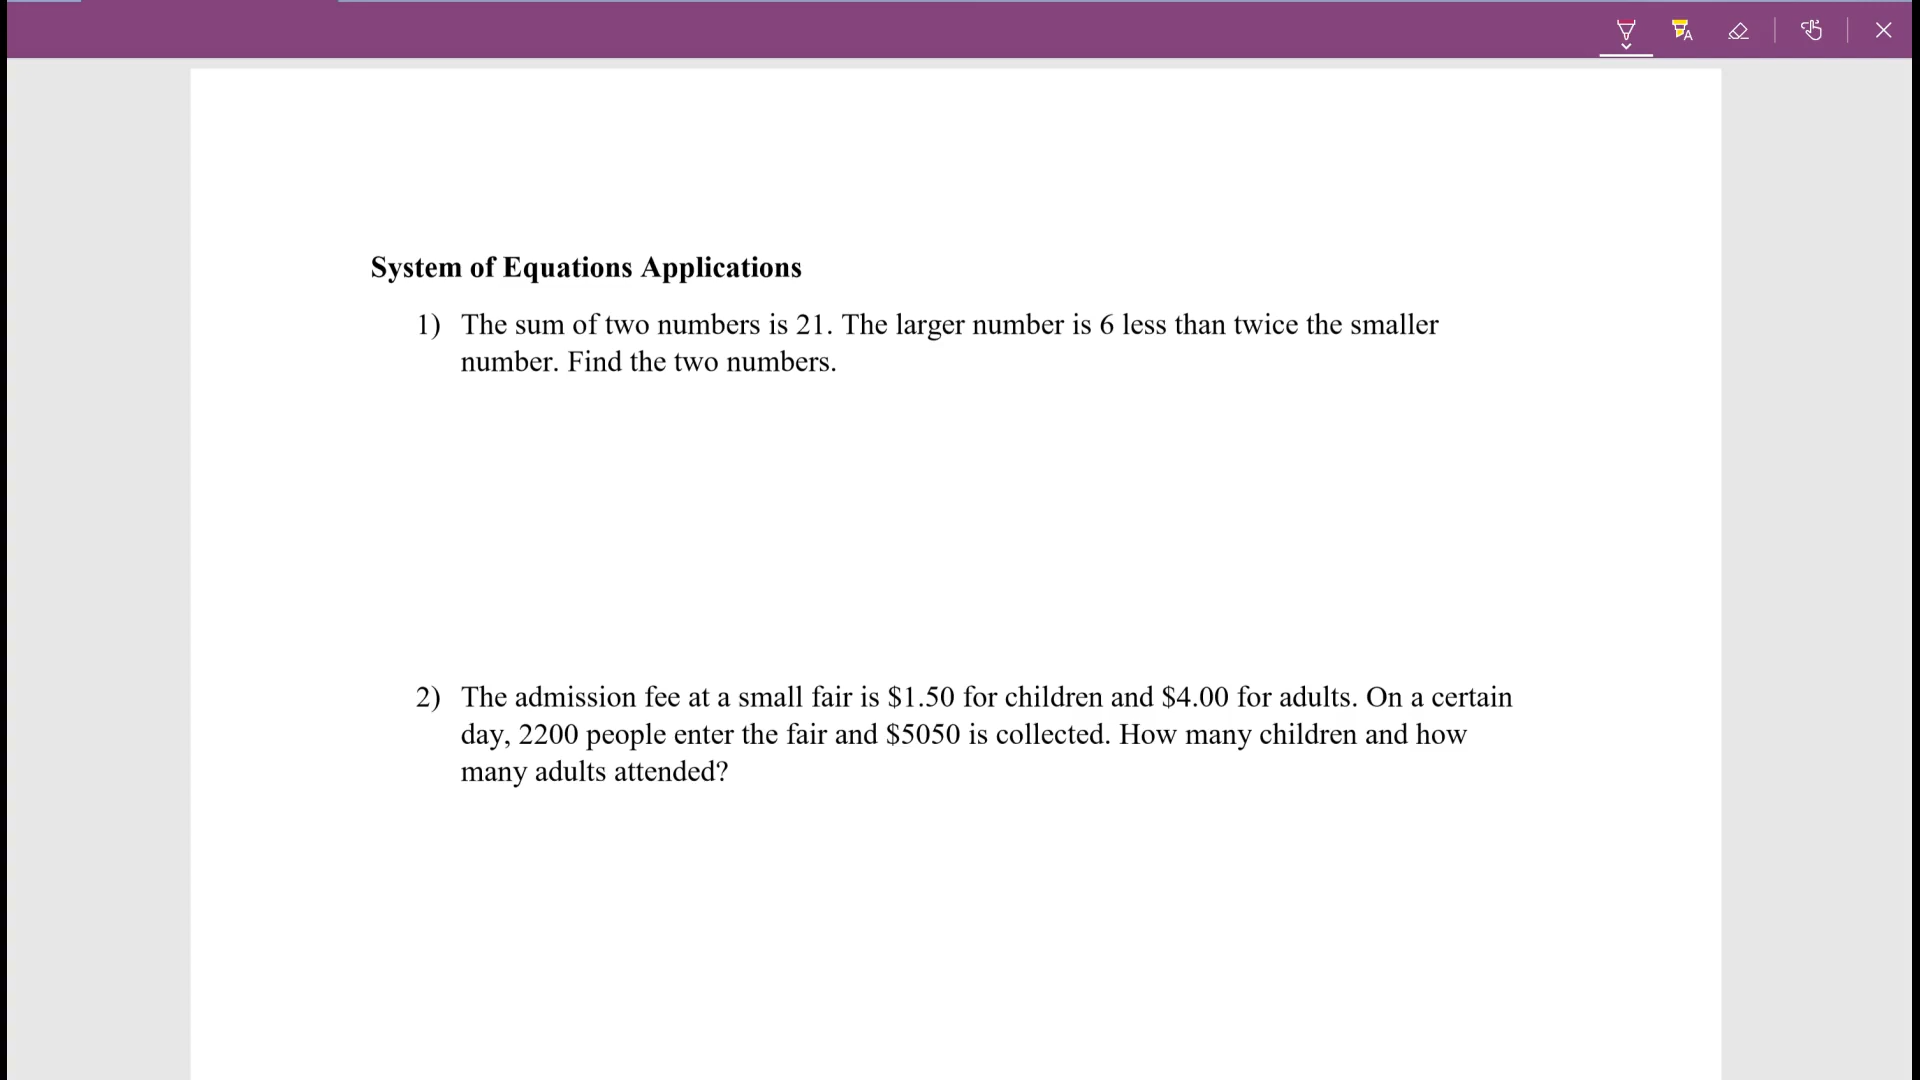 System of Equations Applications
1) The sum of two numbers is 21. The larger number is 6 less than twice the smaller
number. Find the two numbers.
2) The admission fee at a small fair is $1.50 for children and $4.00 for adults. On a certain
day, 2200 people enter the fair and $5050 is collected. How many children and how
many adults attended?